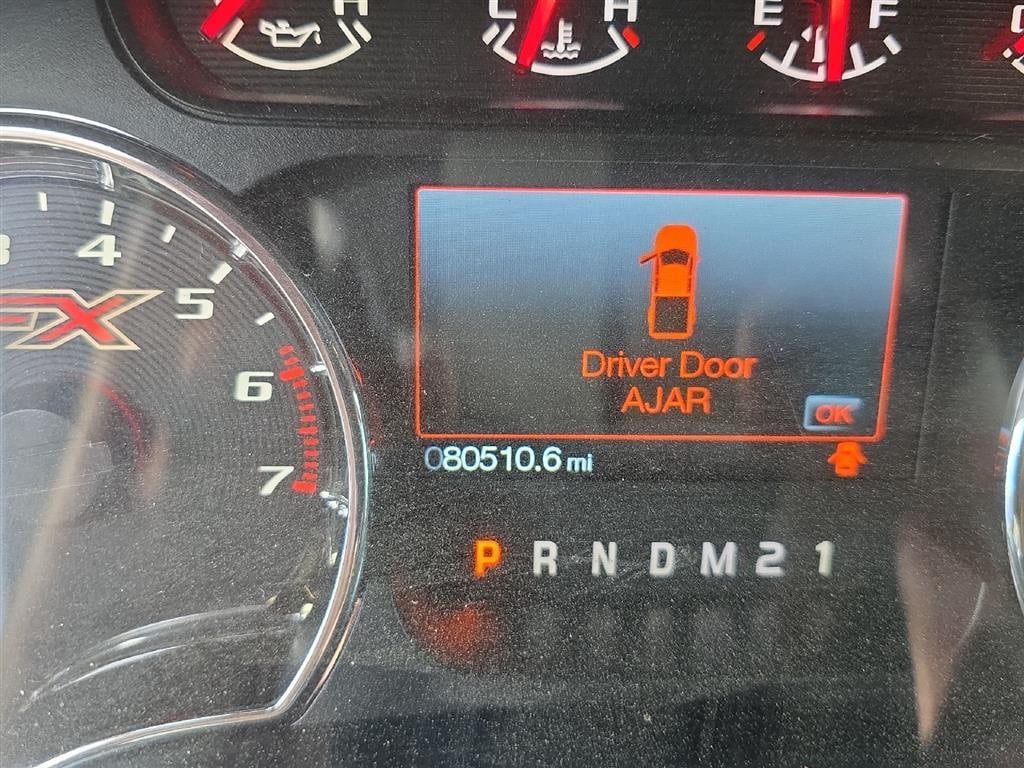 H
C H
E F
4
5
FX
6
7
Driver Door
AJAR
OK
080510.6 mi
P R N D M 2 1